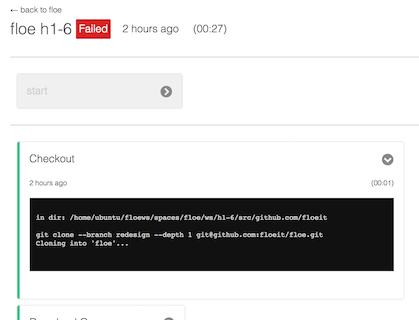 ← back to floe
floe h1-6 Failed 2 hours ago (00:27)
start
Checkout
2 hours ago (00:01)
in dir: /home/ubuntu/floews/spaces/floe/ws/h1-6/src/github.com/floeit
git clone --branch redesign --depth 1 git@github.com:floeit/floe.git
Cloning into 'floe'...